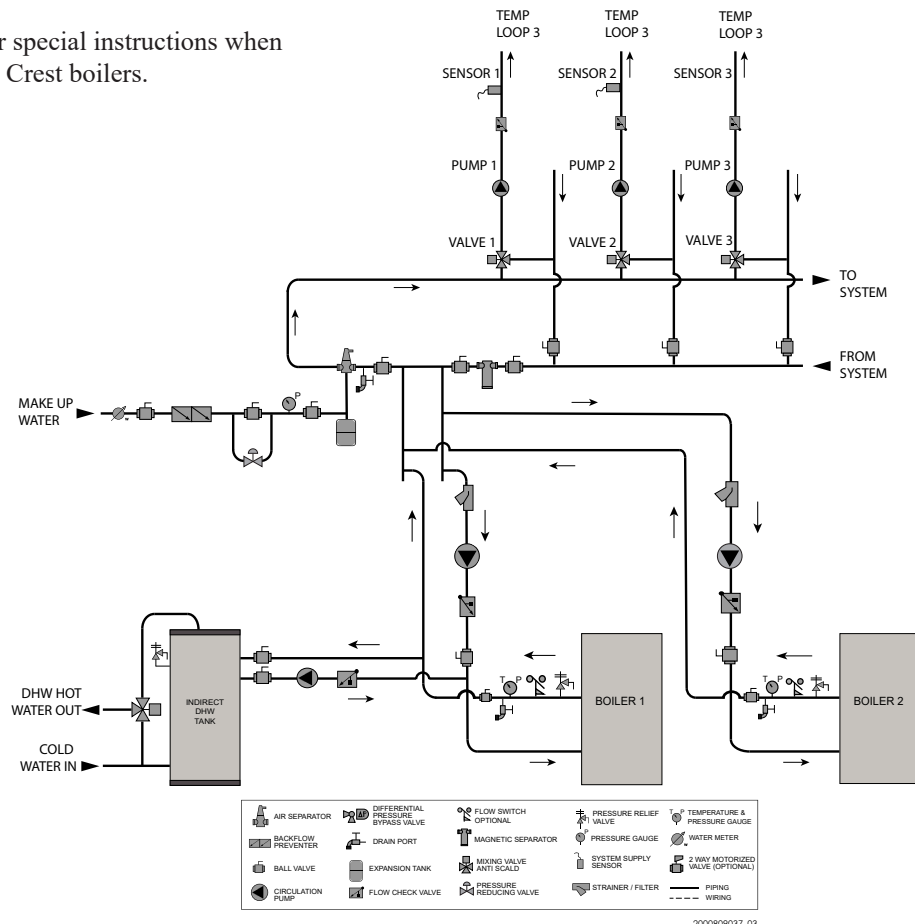 r special instructions when
Crest boilers.
TEMP
LOOP 3
TEMP
LOOP 3
TEMP
LOOP 3
SENSOR 1
SENSOR 2
SENSOR 3
PUMP 1
PUMP 2
PUMP 3
VALVE 1
VALVE 2
VALVE 3
TO
SYSTEM
FROM
SYSTEM
MAKE UP
WATER
P
INDIRECT
DHW
TANK
DHW HOT
WATER OUT
COLD
WATER IN
T P
BOILER 1
T P
BOILER 2
AIR SEPARATOR
DIFFERENTIAL
PRESSURE
BYPASS VALVE
ΔP
FLOW SWITCH
OPTIONAL
PRESSURE RELIEF
VALVE
T P
TEMPERATURE &
PRESSURE GAUGE
BACKFLOW
PREVENTER
DRAIN PORT
MAGNETIC SEPARATOR
P
PRESSURE GAUGE
WATER METER
BALL VALVE
EXPANSION TANK
MIXING VALVE
ANTI SCALD
SYSTEM SUPPLY
SENSOR
2 WAY MOTORIZED
VALVE (OPTIONAL)
CIRCULATION
PUMP
FLOW CHECK VALVE
PRESSURE
REDUCING VALVE
STRAINER / FILTER
PIPING
WIRING